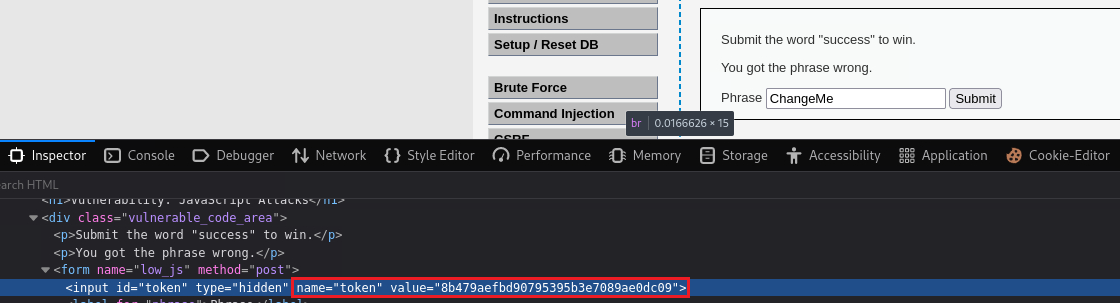 Instructions
Setup / Reset DB
Brute Force
Command Injection
CSRF
Submit the word "success" to win.
You got the phrase wrong.
Phrase ChangeMe Submit
br 0.0166626 × 15
Inspector Console Debugger Network Style Editor Performance Memory Storage Accessibility Application Cookie-Editor
earch HTML
<h1>Vulnerability: JavaScript Attacks</h1>
<div class="vulnerable_code_area">
<p>Submit the word "success" to win.</p>
<p>You got the phrase wrong.</p>
<form name="low_js" method="post">
<input id="token" type="hidden" name="token" value="8b479aefbd90795395b3e7089ae0dc09">
<label for="phrase">Phrase</label>